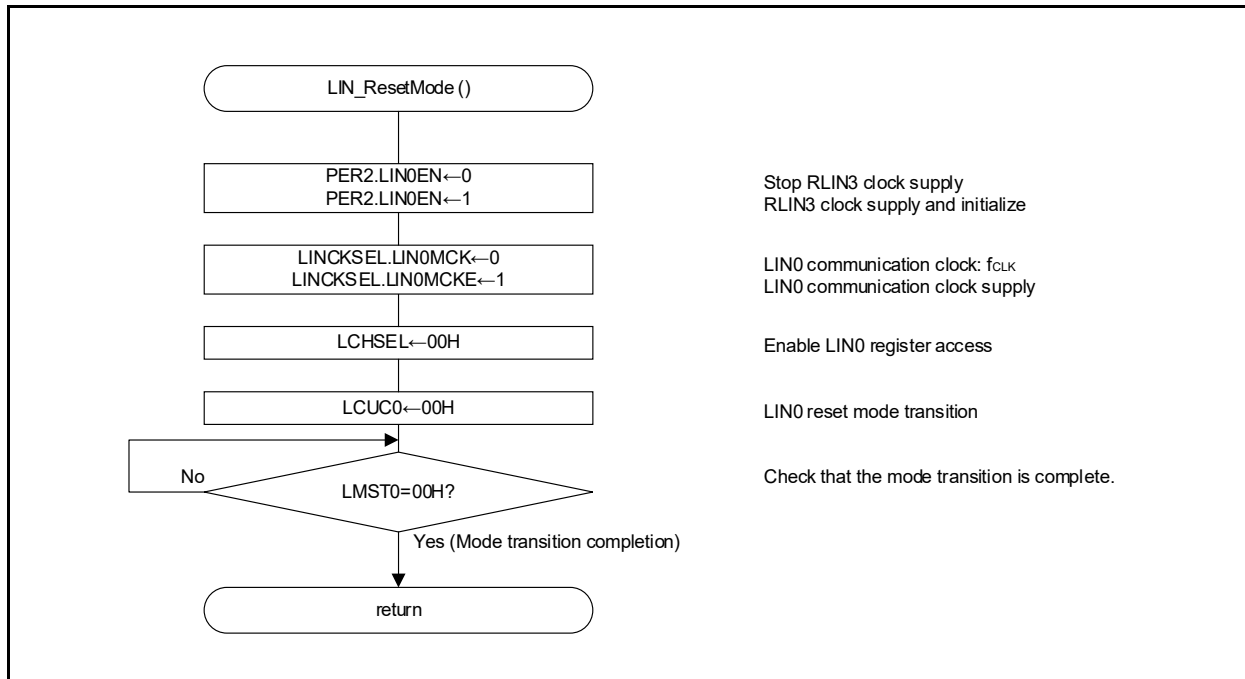 LIN_ResetMode ()
PER2.LIN0EN←0
PER2.LIN0EN←1
Stop RLIN3 clock supply
RLIN3 clock supply and initialize
LINCKSEL.LIN0MCK←0
LINCKSEL.LIN0MCKE←1
LIN0 communication clock: fCLK
LIN0 communication clock supply
LCHSEL←00H
Enable LIN0 register access
LCUC0←00H
LIN0 reset mode transition
No
LMST0=00H?
Check that the mode transition is complete.
Yes (Mode transition completion)
return